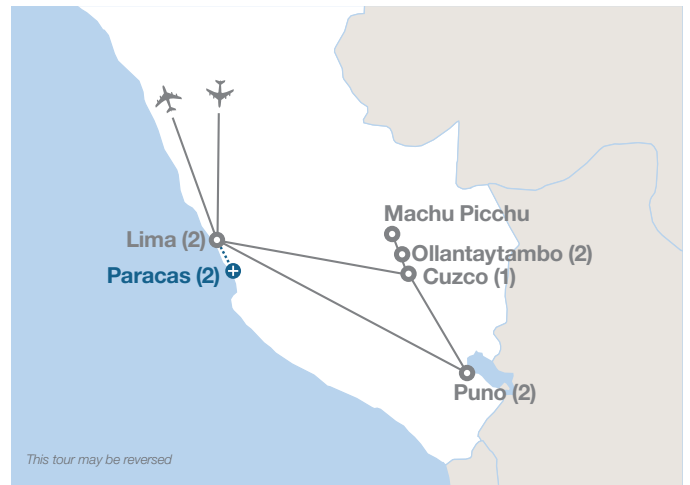 Machu Picchu
Lima (2)
Ollantaytambo (2)
Paracas (2)
Cuzco (1)
Puno (2)
This tour may be reversed